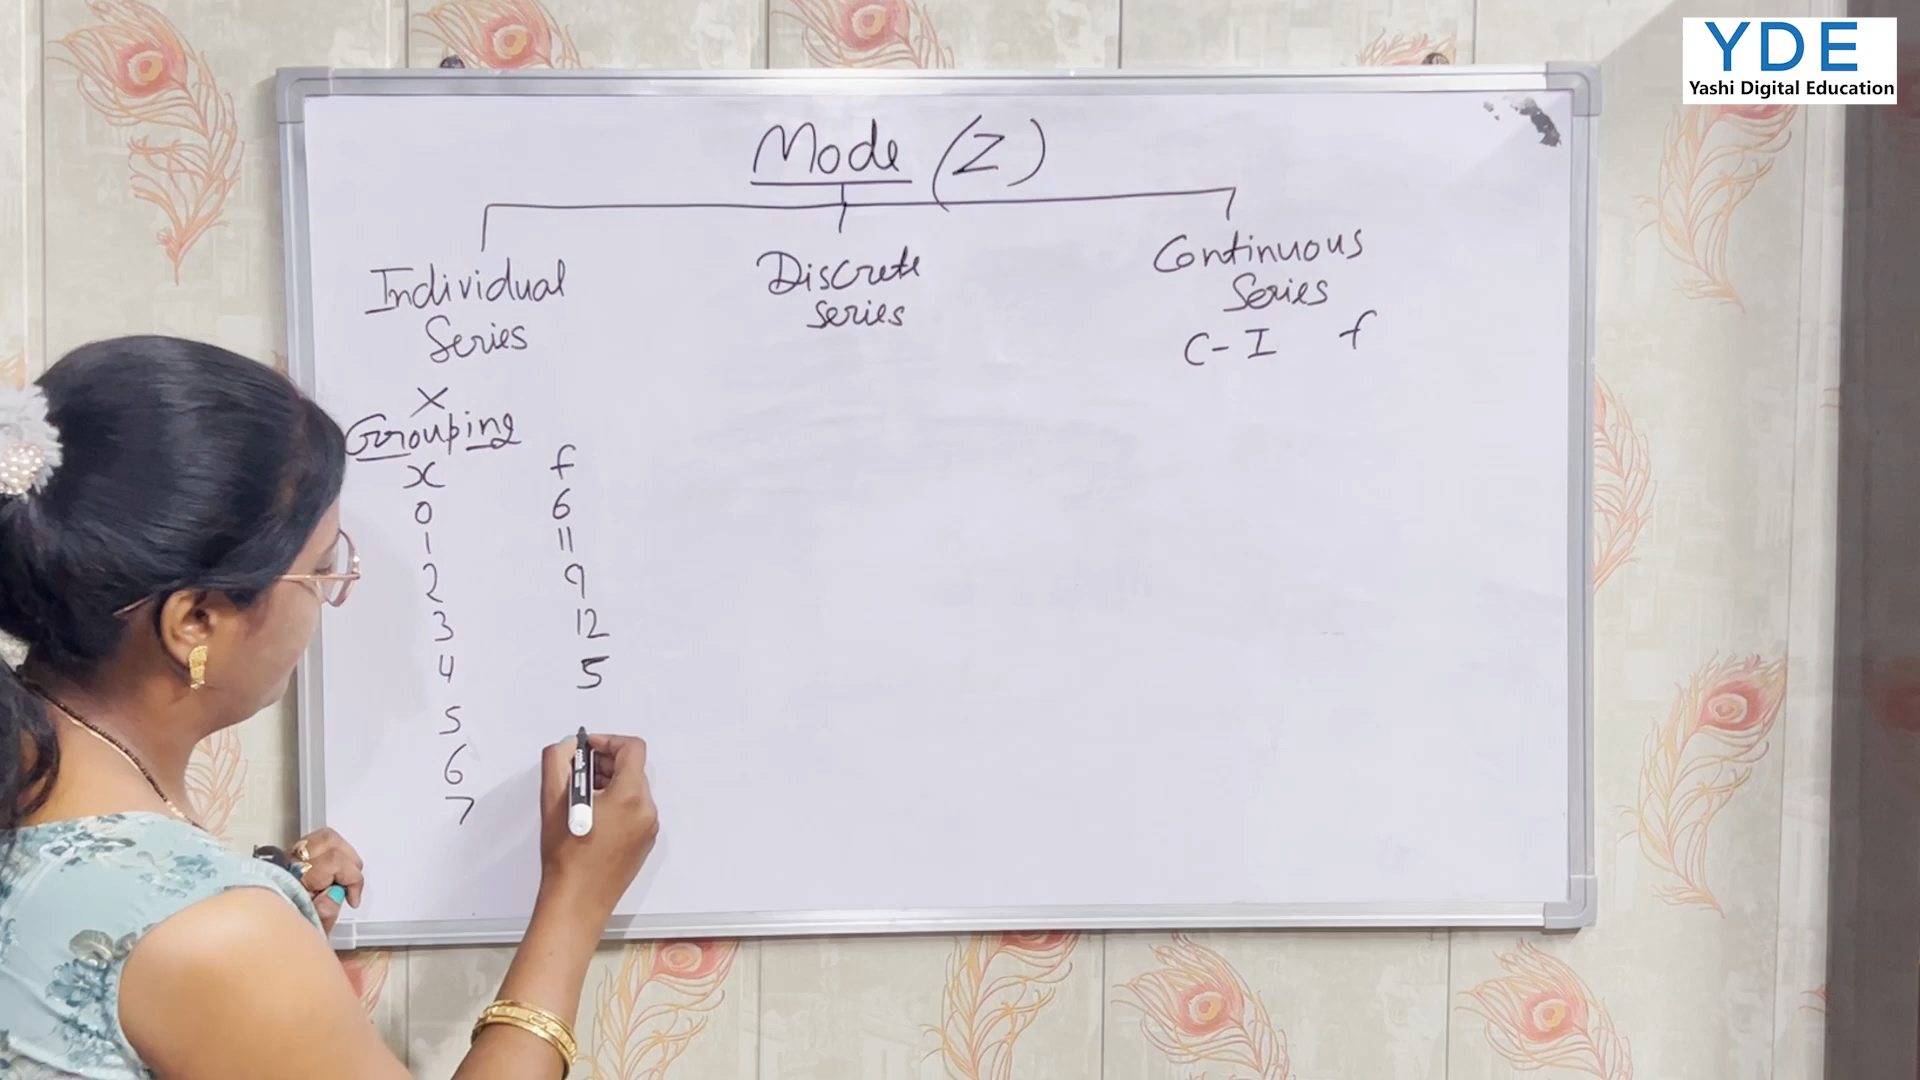 YDE
Yashi Digital Education
Mode (Z)
Individual
Series
X
Grouping
x f
0 6
1 11
2 9
3 12
4 5
5
6
7
Discrete
series
Continuous
Series
C-I f